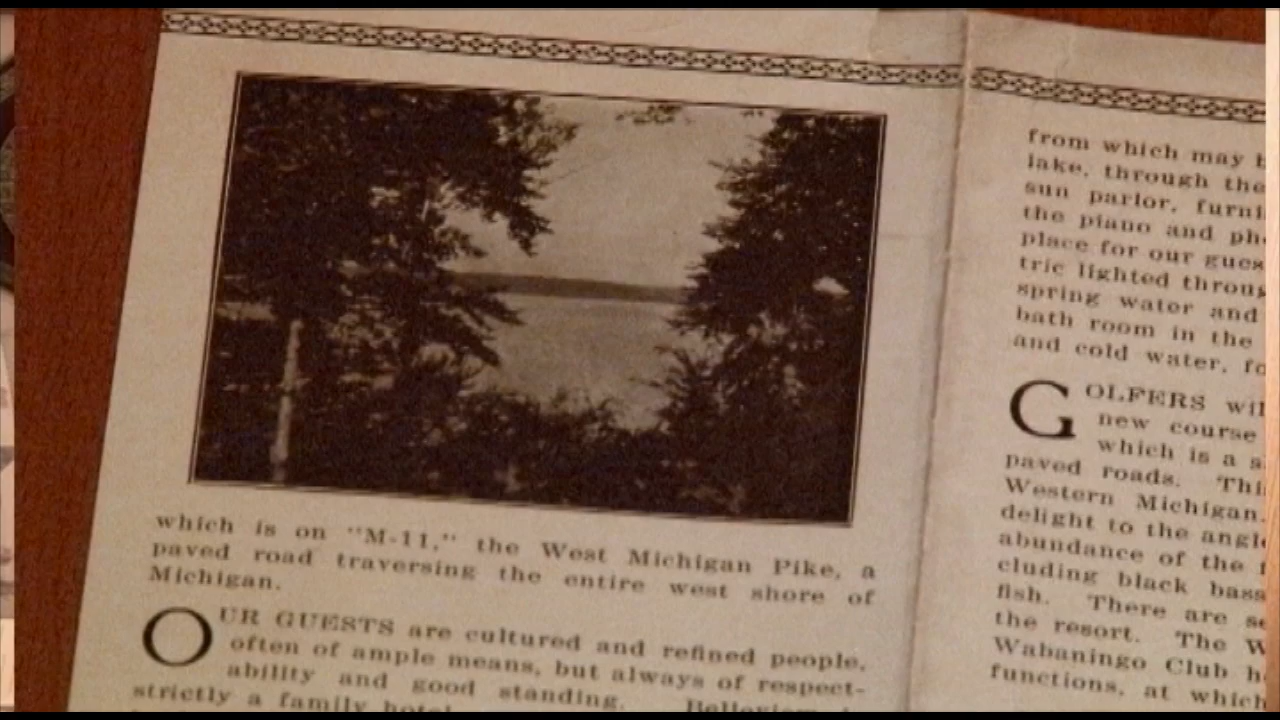 which is on "M-11," the West Michigan Pike, a
paved road traversing the entire west shore of
Michigan.
OUR GUESTS are cultured and refined people,
often of ample means, but always of respect-
ability and good standing.
strictly a family hotel
from which may b
lake, through the
sun parlor, furni
the piano and pho
place for our gues
tric lighted throug
spring water and
bath room in the
and cold water, fo
GOLFERS wil
new course
which is a s
paved roads. Thi
Western Michigan.
delight to the angle
abundance of the f
cluding black bass
fish. There are se
the resort. The W
Wabaningo Club h
functions, at which